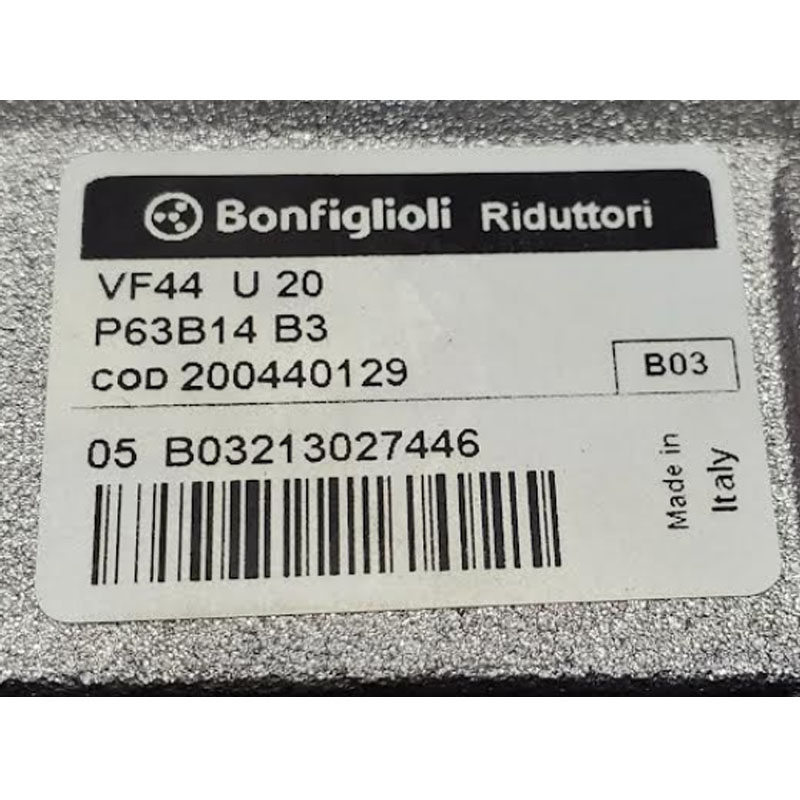 Bonfiglioli Riduttori
VF44 U 20
P63B14 B3
COD 200440129
B03
05 B03213027446
Made in
Italy